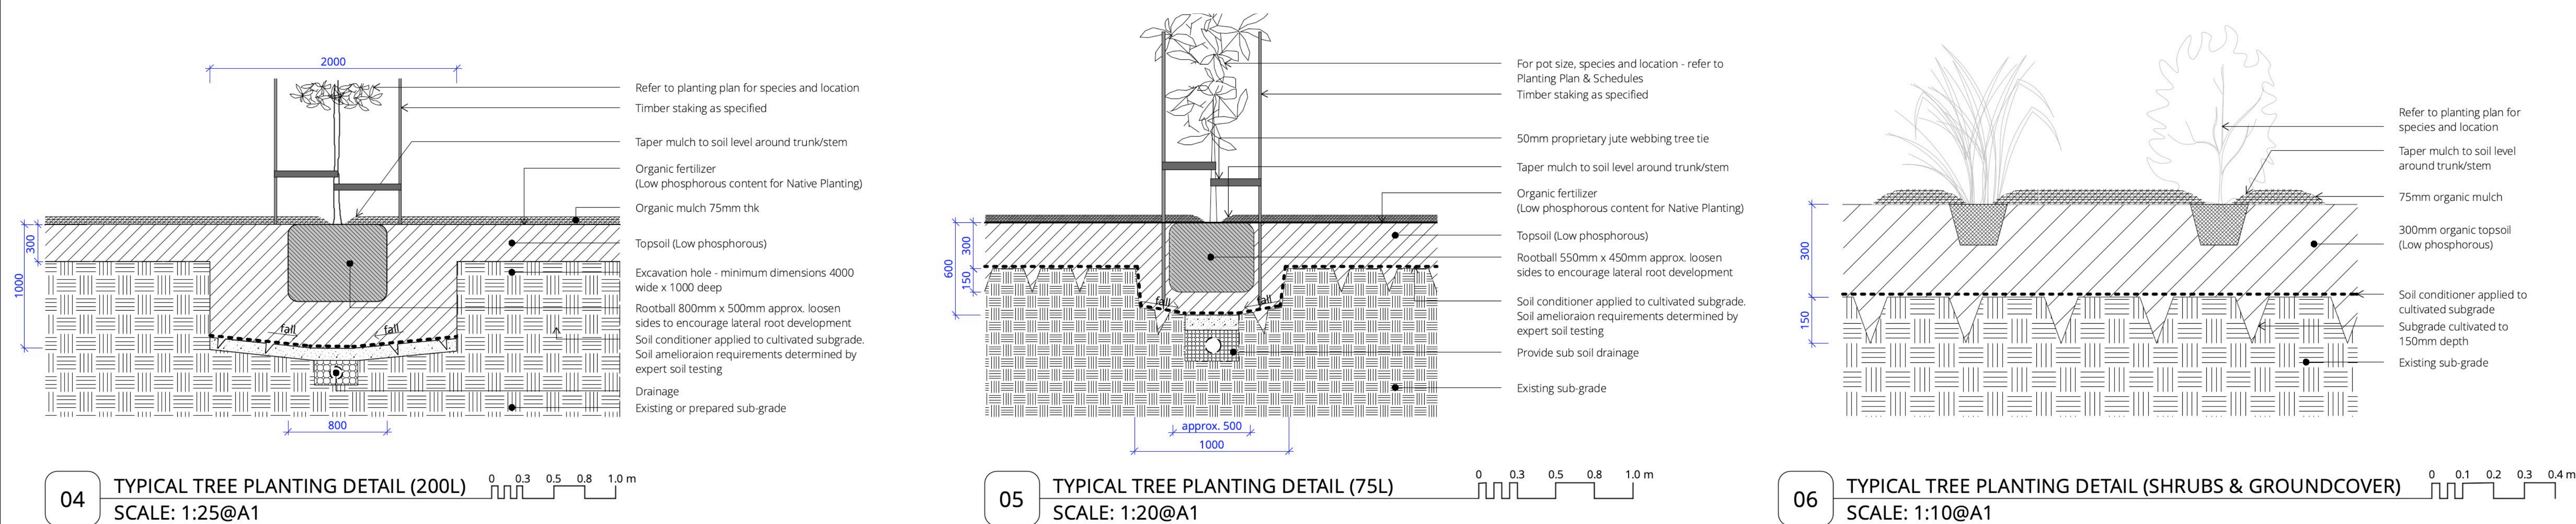 2000
Refer to planting plan for species and location
Timber staking as specified
Taper mulch to soil level around trunk/stem
Organic fertilizer
(Low phosphorous content for Native Planting)
Organic mulch 75mm thk
Topsoil (Low phosphorous)
Excavation hole - minimum dimensions 4000
wide x 1000 deep
Rootball 800mm x 500mm approx. loosen
sides to encourage lateral root development
Soil conditioner applied to cultivated subgrade.
Soil amelioraion requirements determined by
expert soil testing
Drainage
Existing or prepared sub-grade
300
1000
fall
fall
800
04
TYPICAL TREE PLANTING DETAIL (200L)
0 0.3 0.5 0.8 1.0 m
SCALE: 1:25@A1
For pot size, species and location - refer to
Planting Plan & Schedules
Timber staking as specified
50mm proprietary jute webbing tree tie
Taper mulch to soil level around trunk/stem
Organic fertilizer
(Low phosphorous content for Native Planting)
Topsoil (Low phosphorous)
Rootball 550mm x 450mm approx. loosen
sides to encourage lateral root development
Soil conditioner applied to cultivated subgrade.
Soil amelioraion requirements determined by
expert soil testing
Provide sub soil drainage
Existing sub-grade
300
600
150
fall
fall
approx. 500
1000
05
TYPICAL TREE PLANTING DETAIL (75L)
0 0.3 0.5 0.8 1.0 m
SCALE: 1:20@A1
Refer to planting plan for
species and location
Taper mulch to soil level
around trunk/stem
75mm organic mulch
300mm organic topsoil
(Low phosphorous)
Soil conditioner applied to
cultivated subgrade
Subgrade cultivated to
150mm depth
Existing sub-grade
300
150
06
TYPICAL TREE PLANTING DETAIL (SHRUBS & GROUNDCOVER)
0 0.1 0.2 0.3 0.4 m
SCALE: 1:10@A1